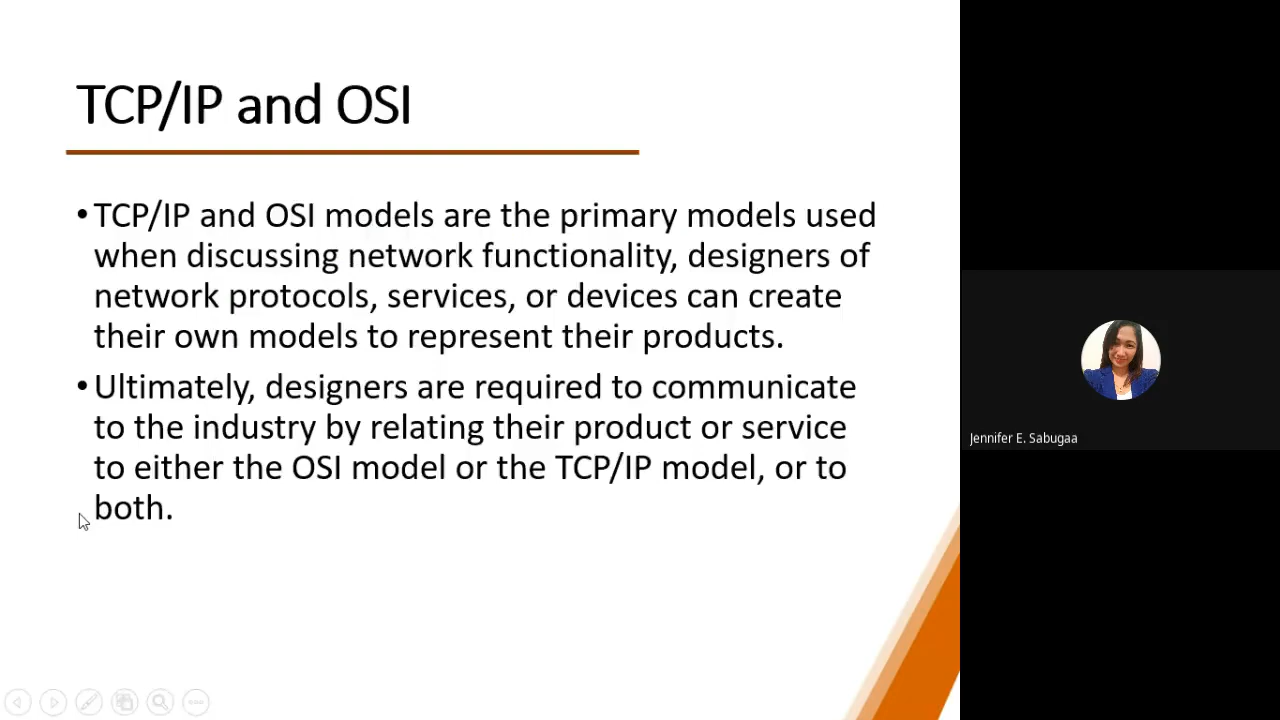 TCP/IP and OSI
• TCP/IP and OSI models are the primary models used
when discussing network functionality, designers of
network protocols, services, or devices can create
their own models to represent their products.
• Ultimately, designers are required to communicate
to the industry by relating their product or service
to either the OSI model or the TCP/IP model, or to
both.
Jennifer E. Sabugaa